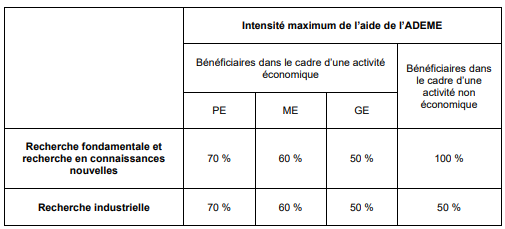 Intensité maximum de l'aide de l'ADEME
Bénéficiaires dans le cadre d'une activité
économique
Bénéficiaires dans
le cadre d'une
activité non
économique
PE ME GE
Recherche fondamentale et
recherche en connaissances
nouvelles
70 % 60 % 50 % 100 %
Recherche industrielle 70 % 60 % 50 % 50 %